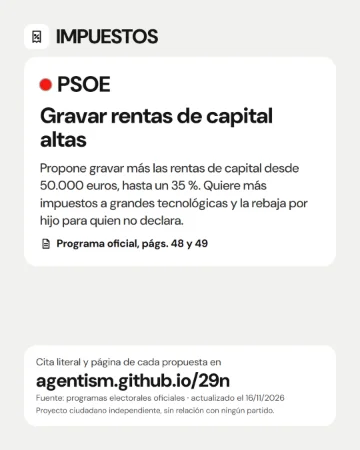 IMPUESTOS
PSOE
Gravar rentas de capital
altas
Propone gravar más las rentas de capital desde
50.000 euros, hasta un 35 %. Quiere más
impuestos a grandes tecnológicas y la rebaja por
hijo para quien no declara.
Programa oficial, págs. 48 y 49
Cita literal y página de cada propuesta en
agentism.github.io/29n
Fuente: programas electorales oficiales · actualizado el 16/11/2026
Proyecto ciudadano independiente, sin relación con ningún partido.